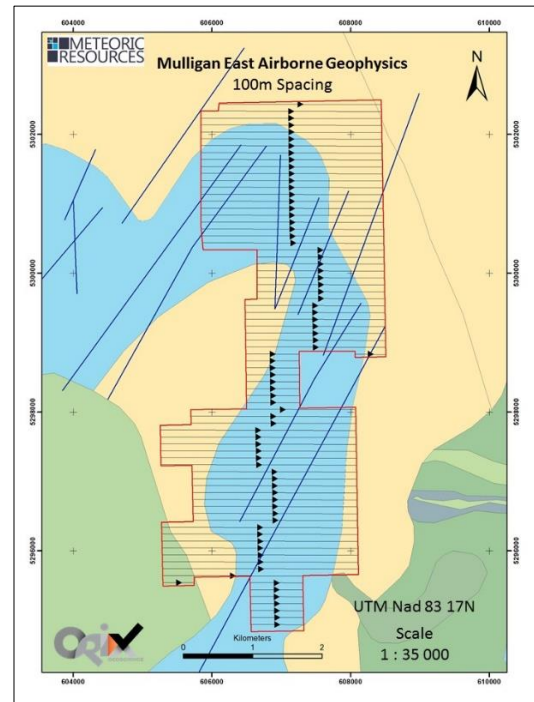 METEORIC
RESOURCES
Mulligan East Airborne Geophysics
100m Spacing
N
604000
606000
608000
610000
5302000
5302000
5300000
5300000
5298000
5298000
5296000
5296000
UTM Nad 83 17N
Scale
1 : 35 000
Kilometers
0 1 2
Orix
604000
606000
608000
610000